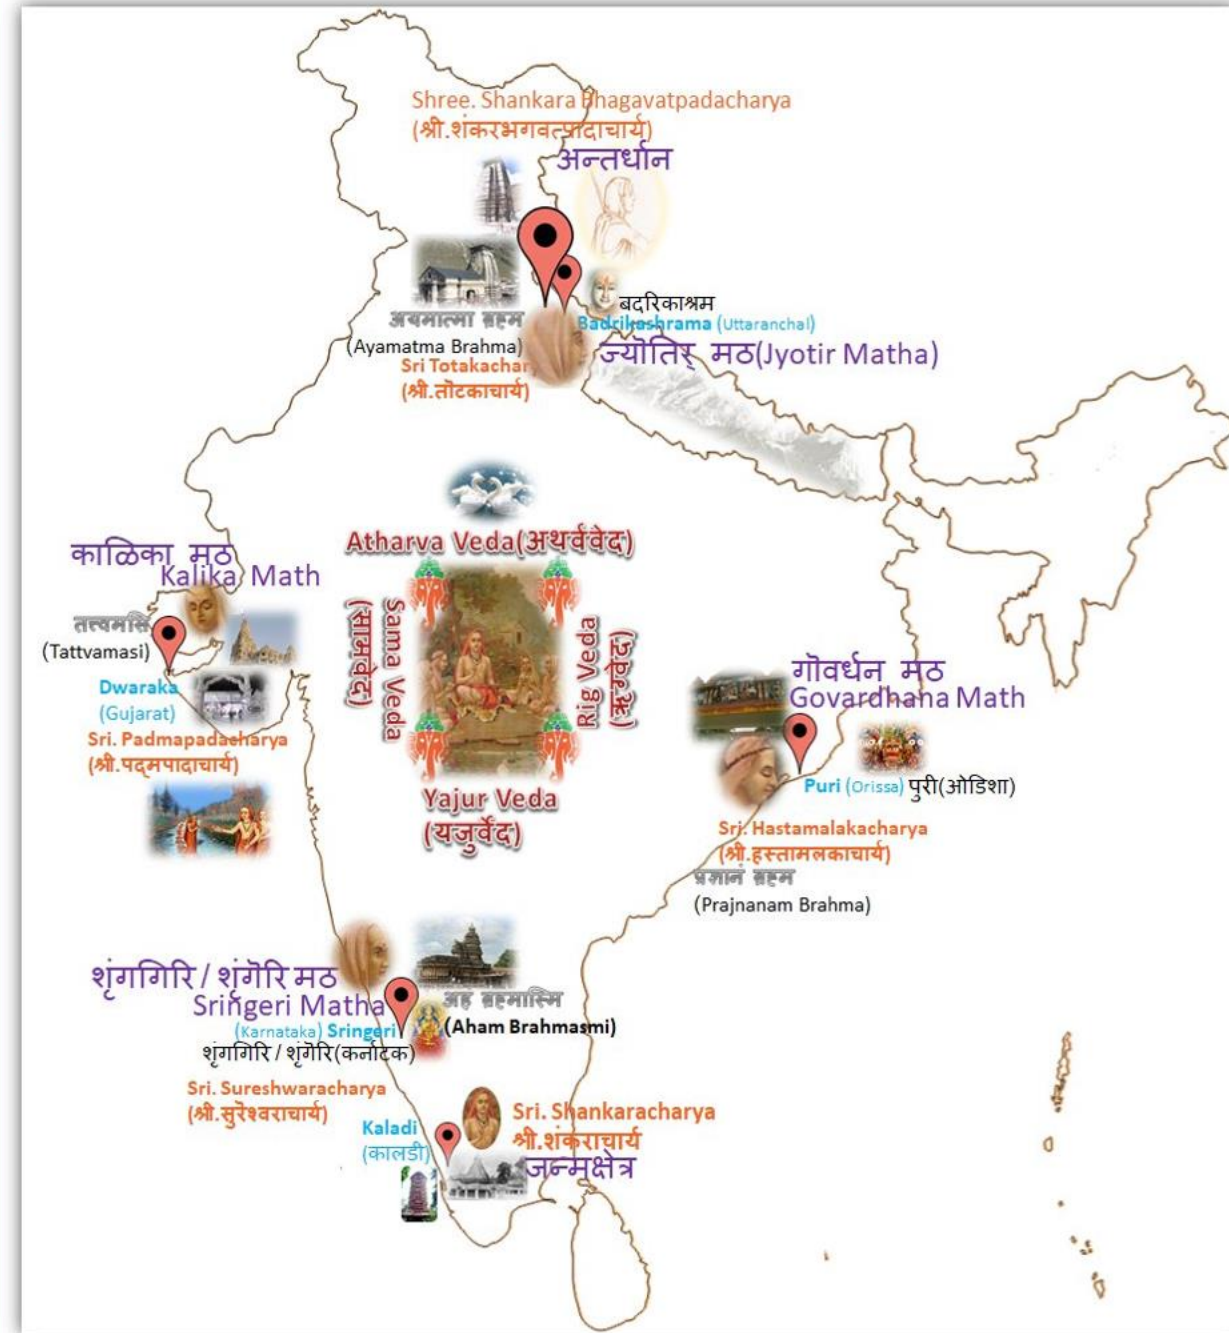 Shree. Shankara Bhagavatpadacharya
(श्री.शंकरभगवत्पादाचार्य)
अन्तर्धान
अयमात्मा ब्रह्म
(Ayamatma Brahma)
Sri Totakachar
(श्री.तॊटकाचार्य)
बदरिकाश्रम
Badrikashrama (Uttaranchal)
ज्यॊतिर् मठ(Jyotir Matha)
Atharva Veda(अथर्ववेद)
Sama Veda
(सामवेद)
Rig Veda
(ऋग्वेद)
Yajur Veda
(यजुर्वेद)
काळिका मठ
Kalika Math
तत्त्वमसि
(Tattvamasi)
Dwaraka
(Gujarat)
Sri. Padmapadacharya
(श्री.पद्मपादाचार्य)
गॊवर्धन मठ
Govardhana Math
Puri (Orissa) पुरी(ओडिशा)
Sri. Hastamalakacharya
(श्री.हस्तामलकाचार्य)
प्रज्ञानं ब्रह्म
(Prajnanam Brahma)
शृंगगिरि / शृंगॆरि मठ
Sringeri Matha
(Karnataka) Sringeri
शृंगगिरि / शृंगॆरि(कर्नाटक)
अहं ब्रह्मास्मि
(Aham Brahmasmi)
Sri. Sureshwaracharya
(श्री.सुरॆश्वराचार्य)
Kaladi
(कालडी)
Sri. Shankaracharya
श्री.शंकराचार्य
जन्मक्षेत्र